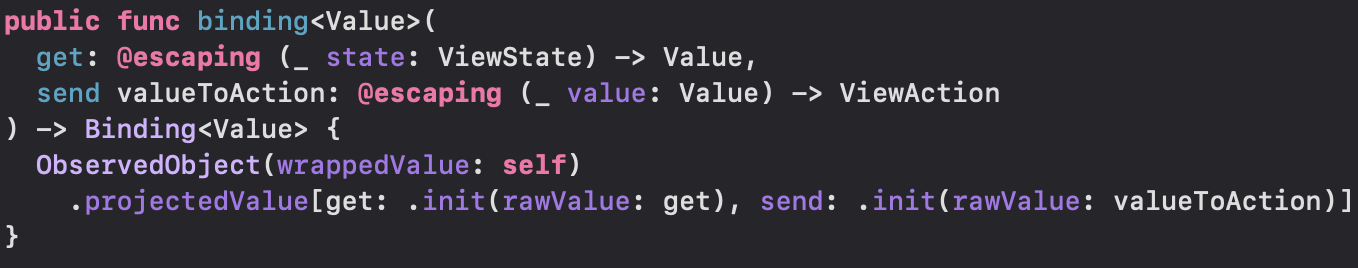 public func binding<Value>(
  get: @escaping (_ state: ViewState) -> Value,
  send valueToAction: @escaping (_ value: Value) -> ViewAction
) -> Binding<Value> {
  ObservedObject(wrappedValue: self)
    .projectedValue[get: .init(rawValue: get), send: .init(rawValue: valueToAction)]
}